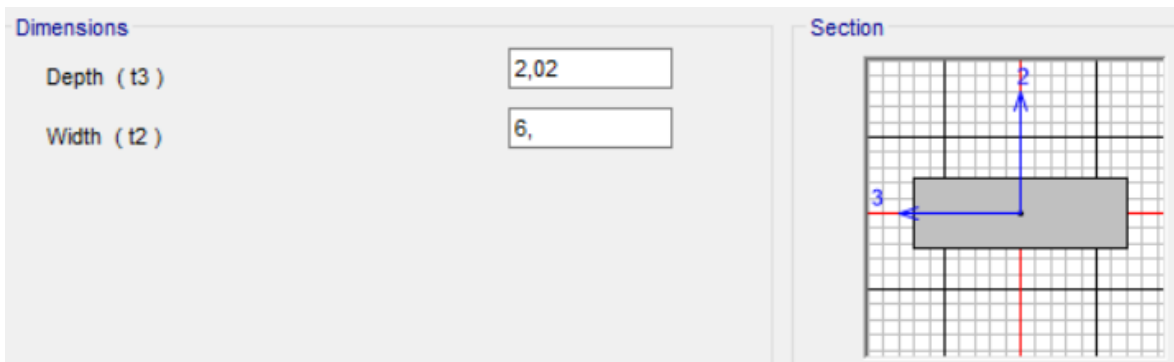 Dimensions
Depth ( t3 )
2,02
Width ( t2 )
6,
Section
2
3